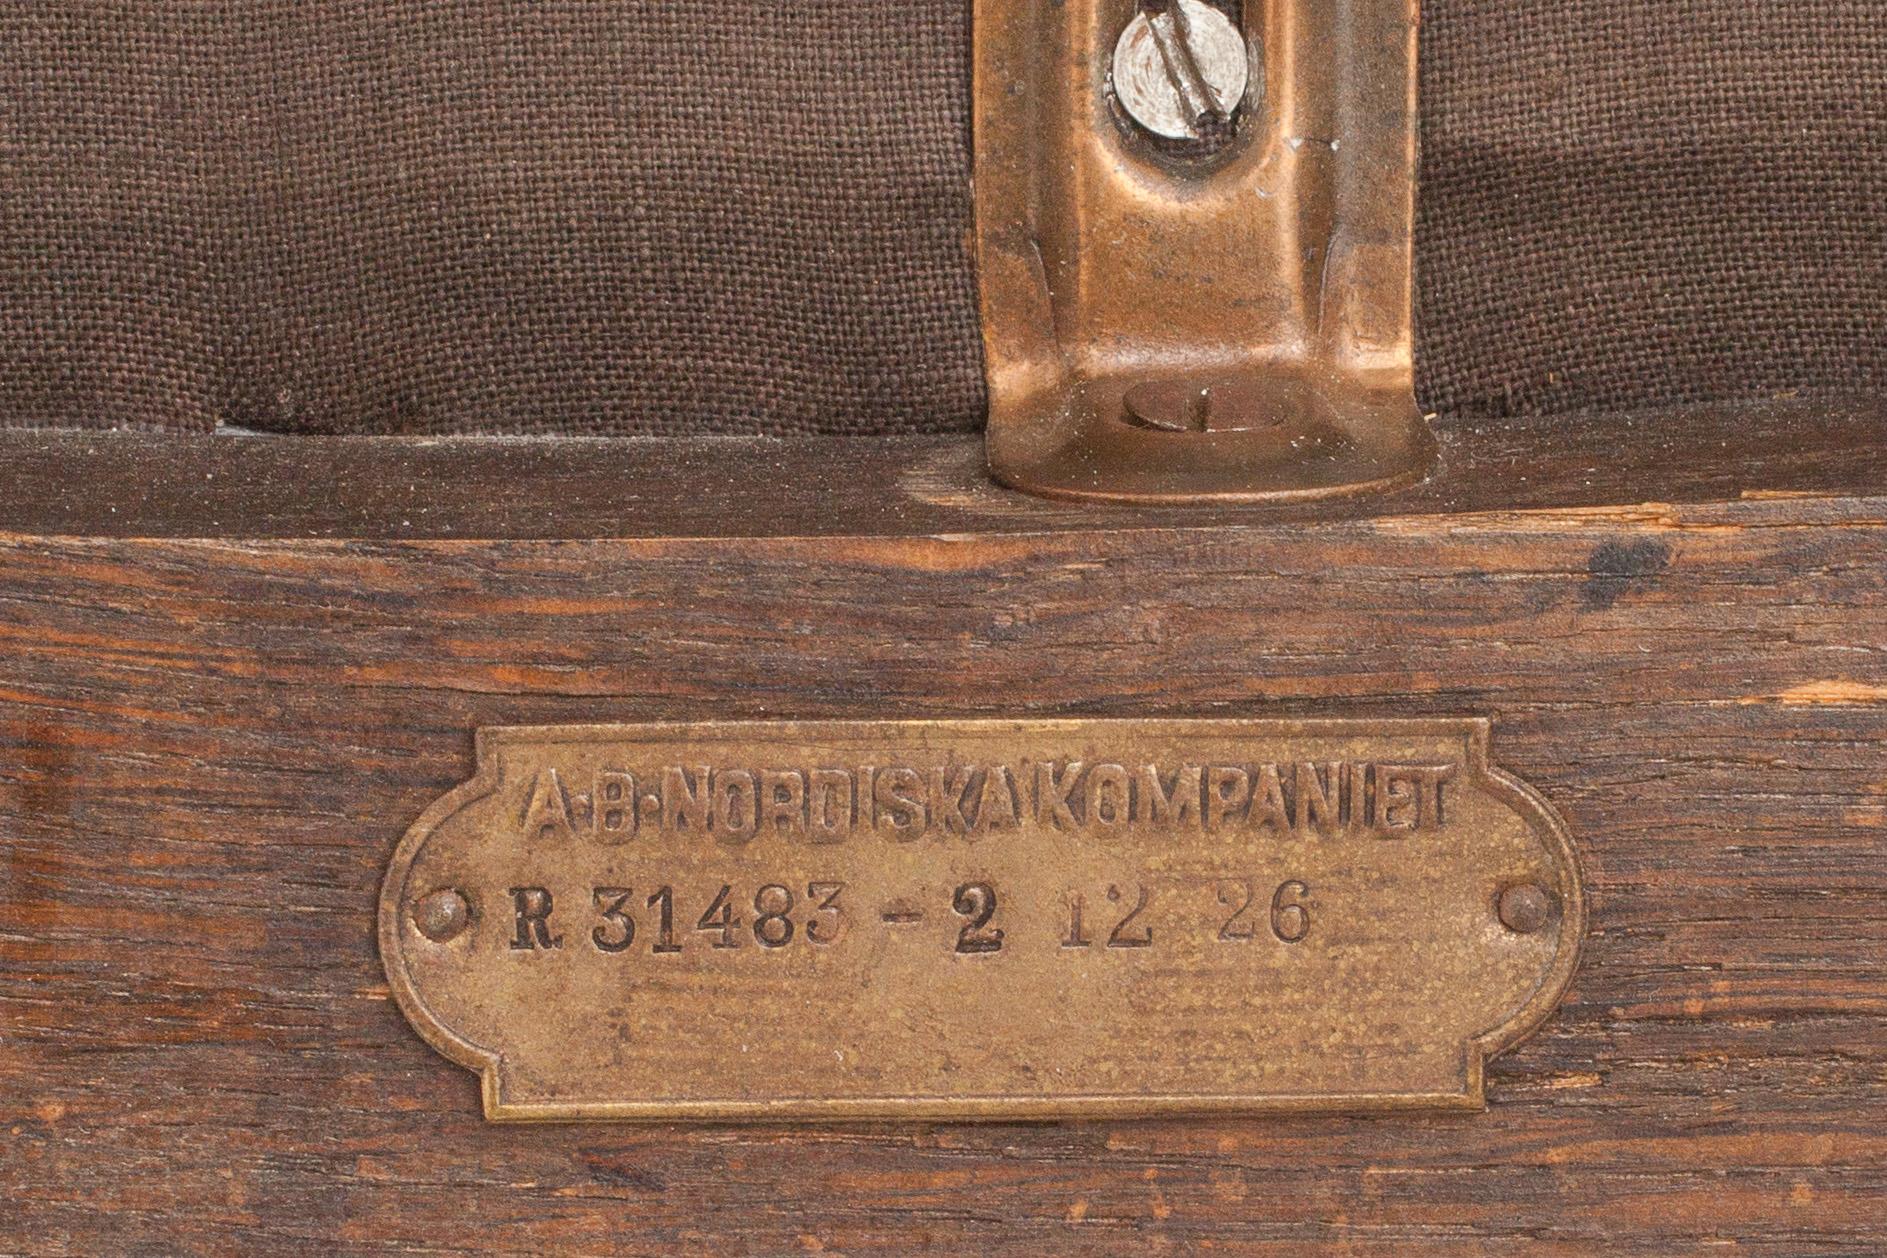 A·B·NORDISKA KOMPANIET
R 31483 - 2 12 26